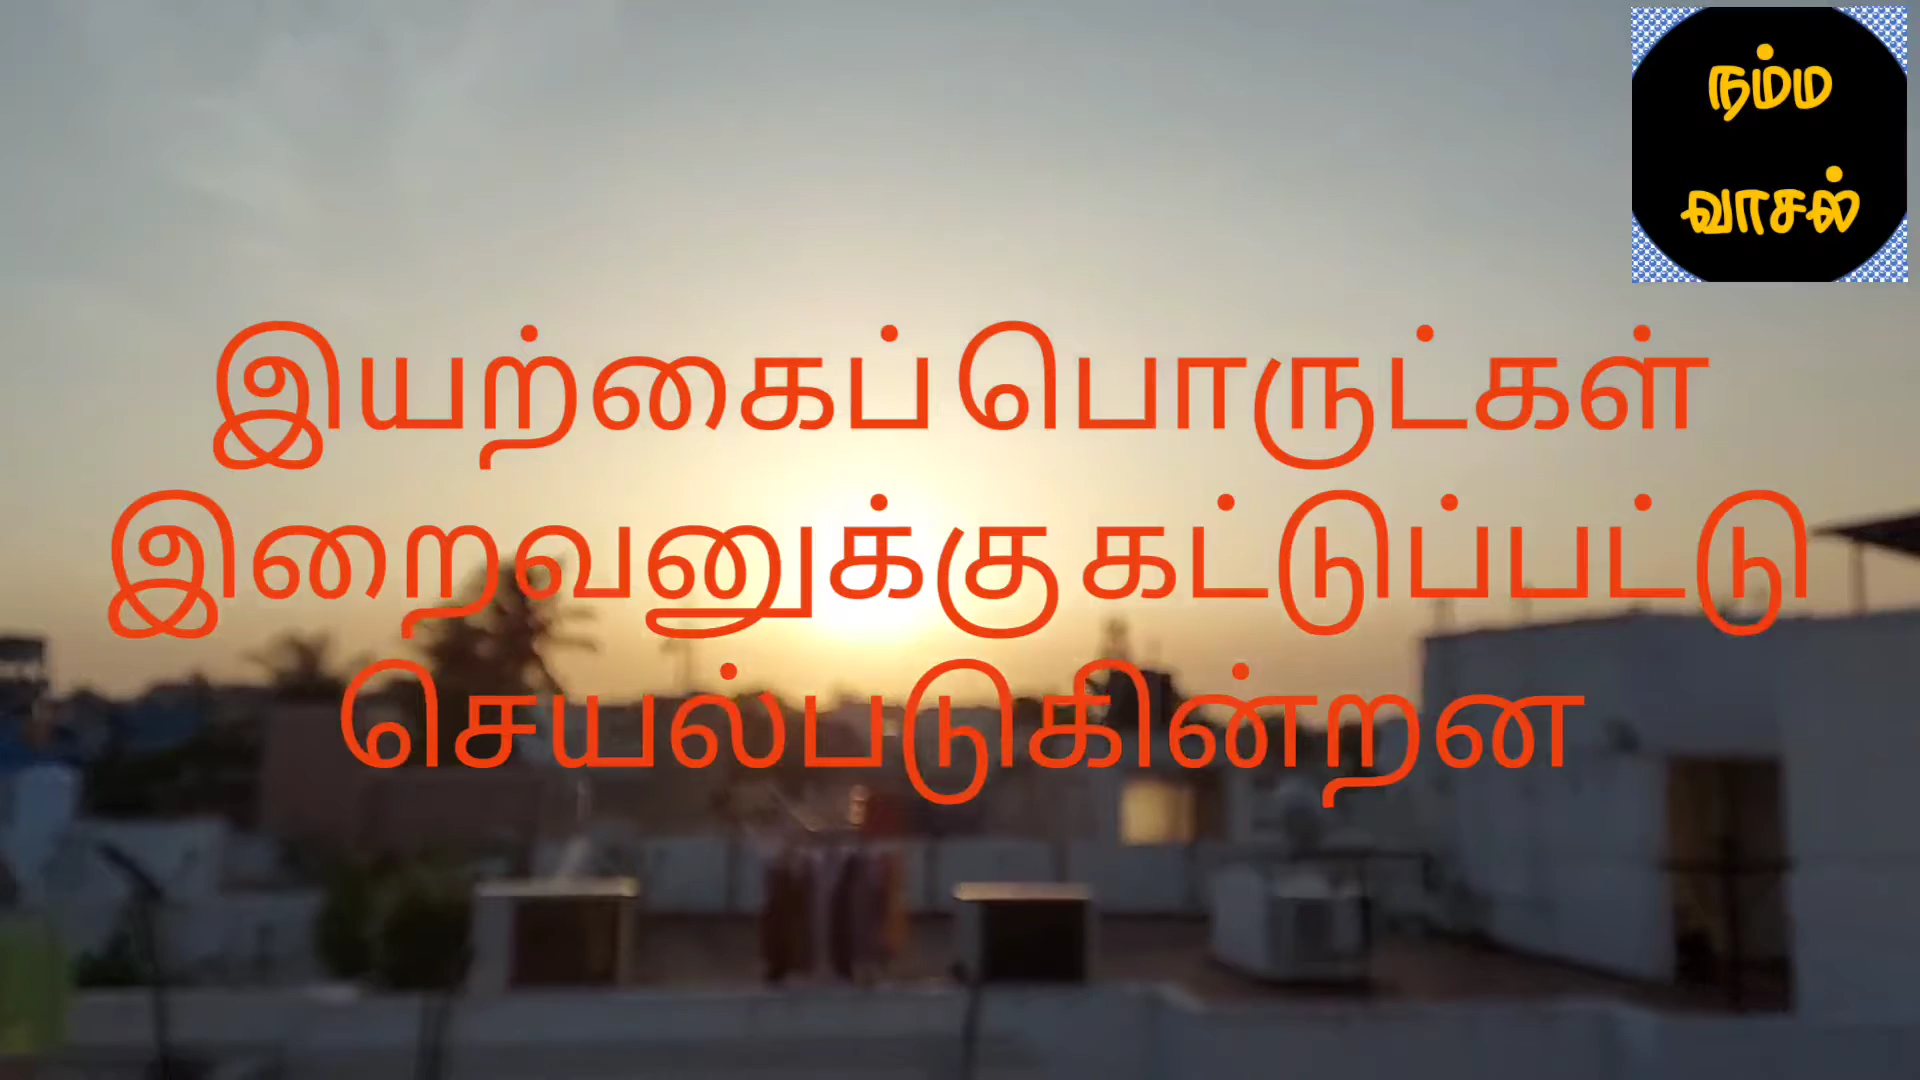 நம்ம
வாசல்
இயற்கைப் பொருட்கள்
இறைவனுக்கு கட்டுப்பட்டு
செயல்படுகின்றன